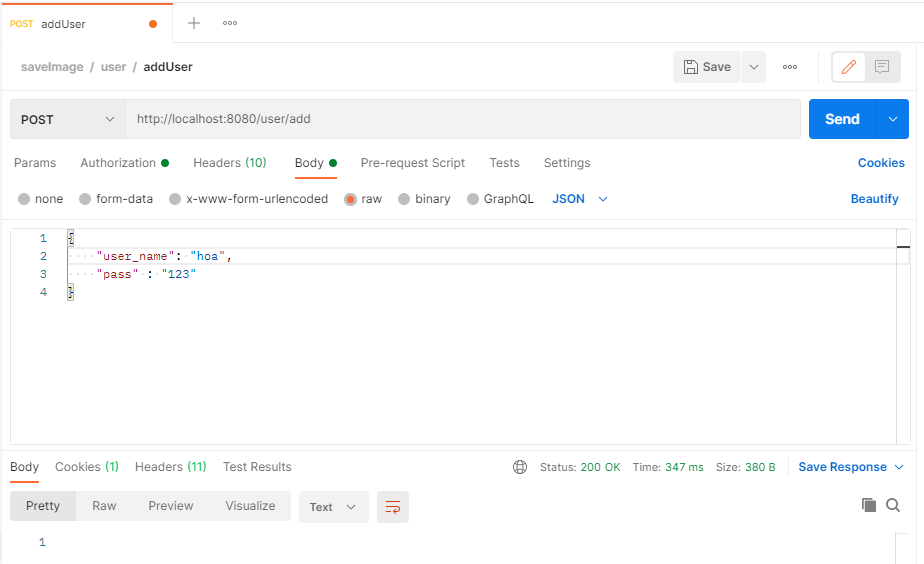 POST addUser
saveImage / user / addUser Save
POST http://localhost:8080/user/add Send
Params Authorization Headers (10) Body Pre-request Script Tests Settings Cookies
none form-data x-www-form-urlencoded raw binary GraphQL JSON Beautify
1 {
2 "user_name": "hoa",
3 "pass" : "123"
4 }
Body Cookies (1) Headers (11) Test Results Status: 200 OK Time: 347 ms Size: 380 B Save Response
Pretty Raw Preview Visualize Text
1